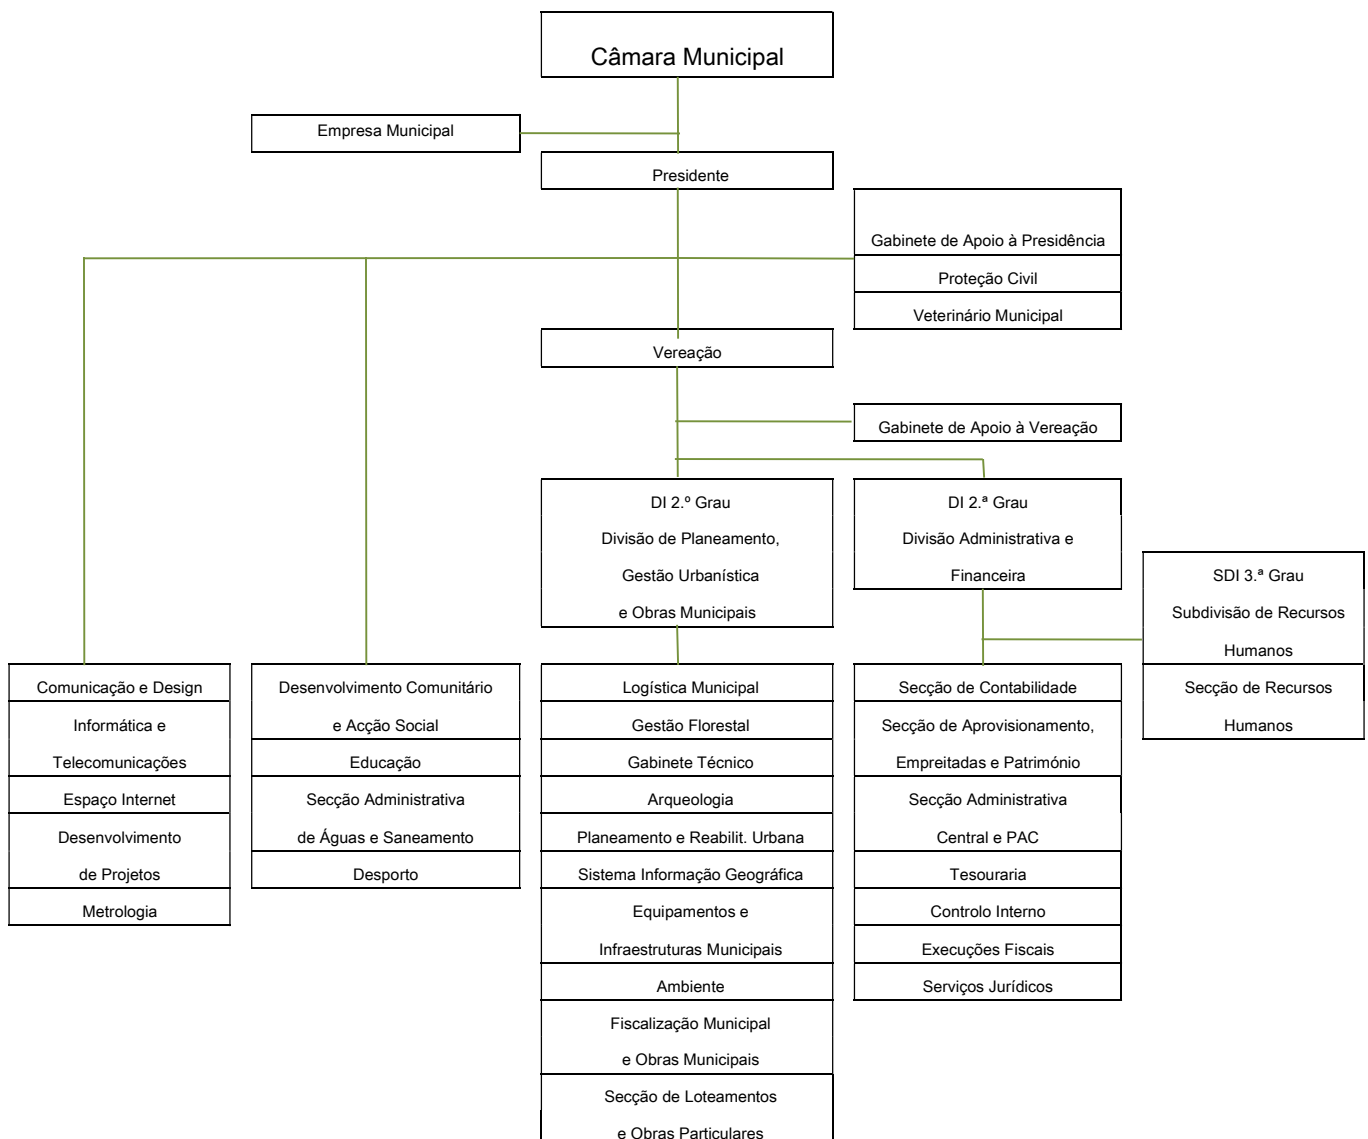 Câmara Municipal
Empresa Municipal
Presidente
Gabinete de Apoio à Presidência
Proteção Civil
Veterinário Municipal
Vereação
Gabinete de Apoio à Vereação
DI 2.º Grau
Divisão de Planeamento,
Gestão Urbanística
e Obras Municipais
DI 2.ª Grau
Divisão Administrativa e
Financeira
SDI 3.ª Grau
Subdivisão de Recursos
Humanos
Secção de Recursos
Humanos
Comunicação e Design
Informática e
Telecomunicações
Espaço Internet
Desenvolvimento
de Projetos
Metrologia
Desenvolvimento Comunitário
e Acção Social
Educação
Secção Administrativa
de Águas e Saneamento
Desporto
Logística Municipal
Gestão Florestal
Gabinete Técnico
Arqueologia
Planeamento e Reabilit. Urbana
Sistema Informação Geográfica
Equipamentos e
Infraestruturas Municipais
Ambiente
Fiscalização Municipal
e Obras Municipais
Secção de Loteamentos
e Obras Particulares
Secção de Contabilidade
Secção de Aprovisionamento,
Empreitadas e Património
Secção Administrativa
Central e PAC
Tesouraria
Controlo Interno
Execuções Fiscais
Serviços Jurídicos